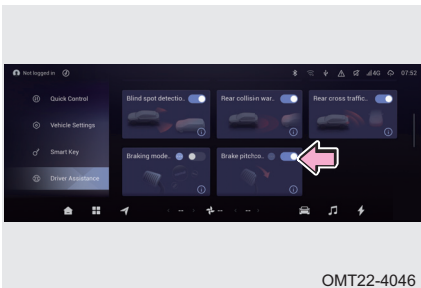 Not logged in
4G
07:52
Quick Control
Vehicle Settings
Smart Key
Driver Assistance
Blind spot detectio..
Rear collision war..
Rear cross traffic..
Braking mode..
Brake pitchco..
-- -- --
OMT22-4046